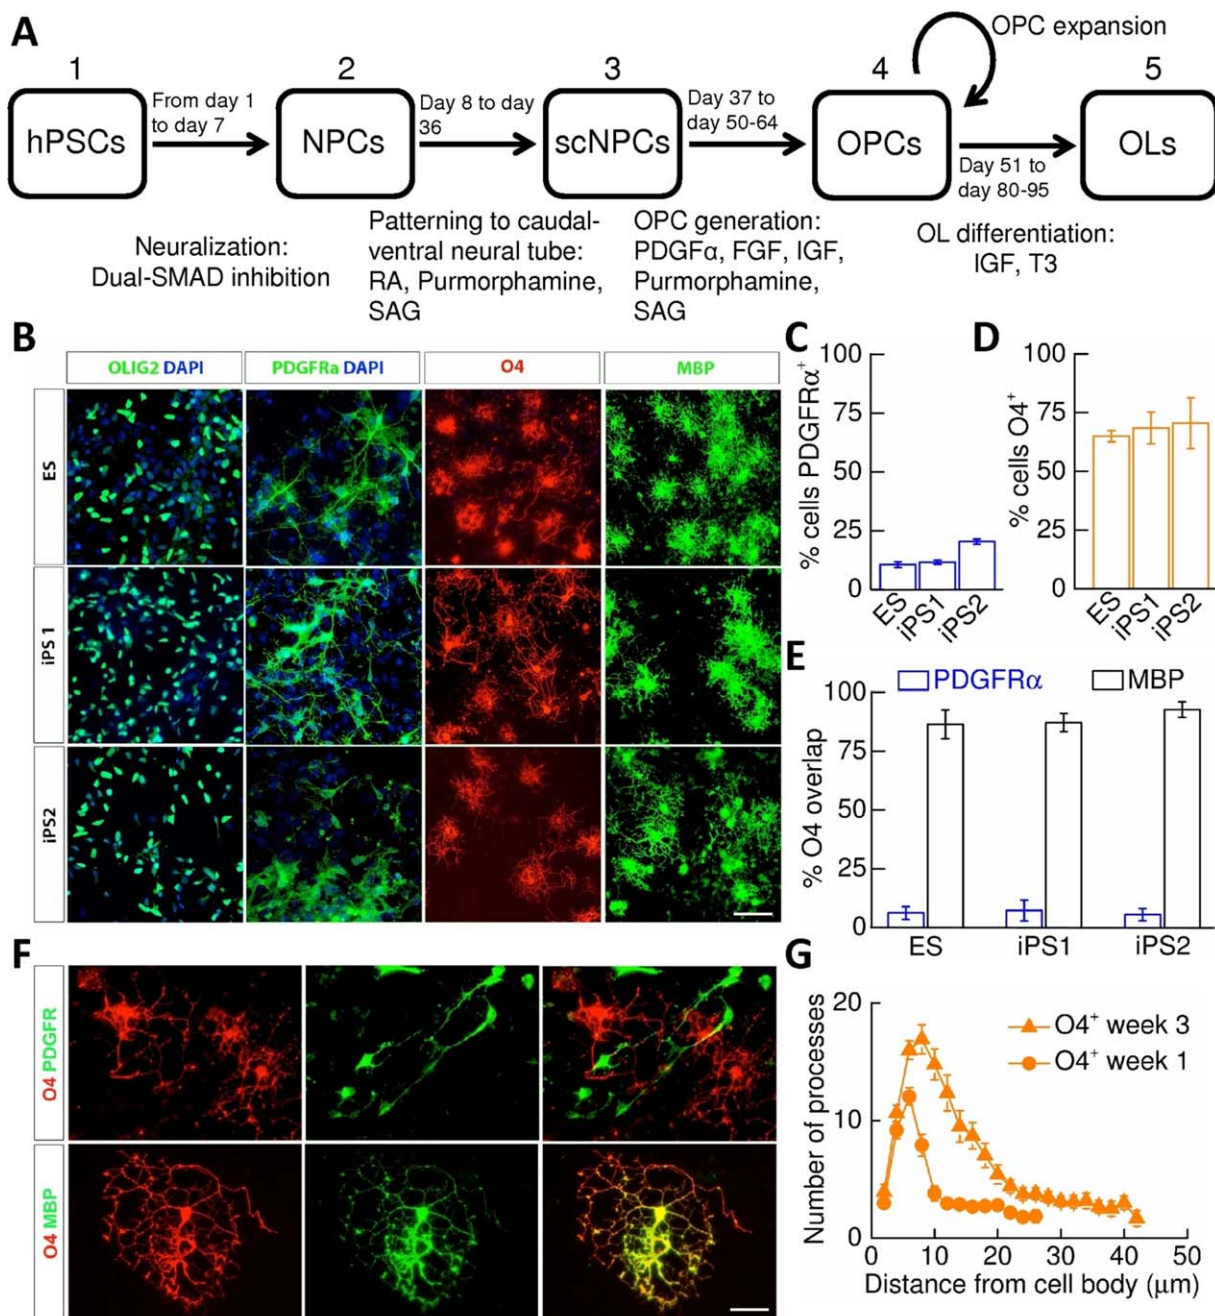 A
1
2
3
4
5
OPC expansion
hPSCs
From day 1
to day 7
NPCs
Day 8 to day
36
scNPCs
Day 37 to
day 50-64
OPCs
Day 51 to
day 80-95
OLs
Neuralization:
Dual-SMAD inhibition
Patterning to caudal-
ventral neural tube:
RA, Purmorphamine,
SAG
OPC generation:
PDGFα, FGF, IGF,
Purmorphamine,
SAG
OL differentiation:
IGF, T3
B
OLIG2 DAPI
PDGFRa DAPI
O4
MBP
ES
iPS 1
iPS2
C
% cells PDGFRα+
100
75
50
25
0
ES
iPS1
iPS2
D
% cells O4+
100
75
50
25
0
ES
iPS1
iPS2
E
PDGFRα
MBP
% O4 overlap
100
75
50
25
0
ES
iPS1
iPS2
F
O4 PDGFR
O4 MBP
G
O4+ week 3
O4+ week 1
Number of processes
20
10
0
0
10
20
30
40
50
Distance from cell body (μm)